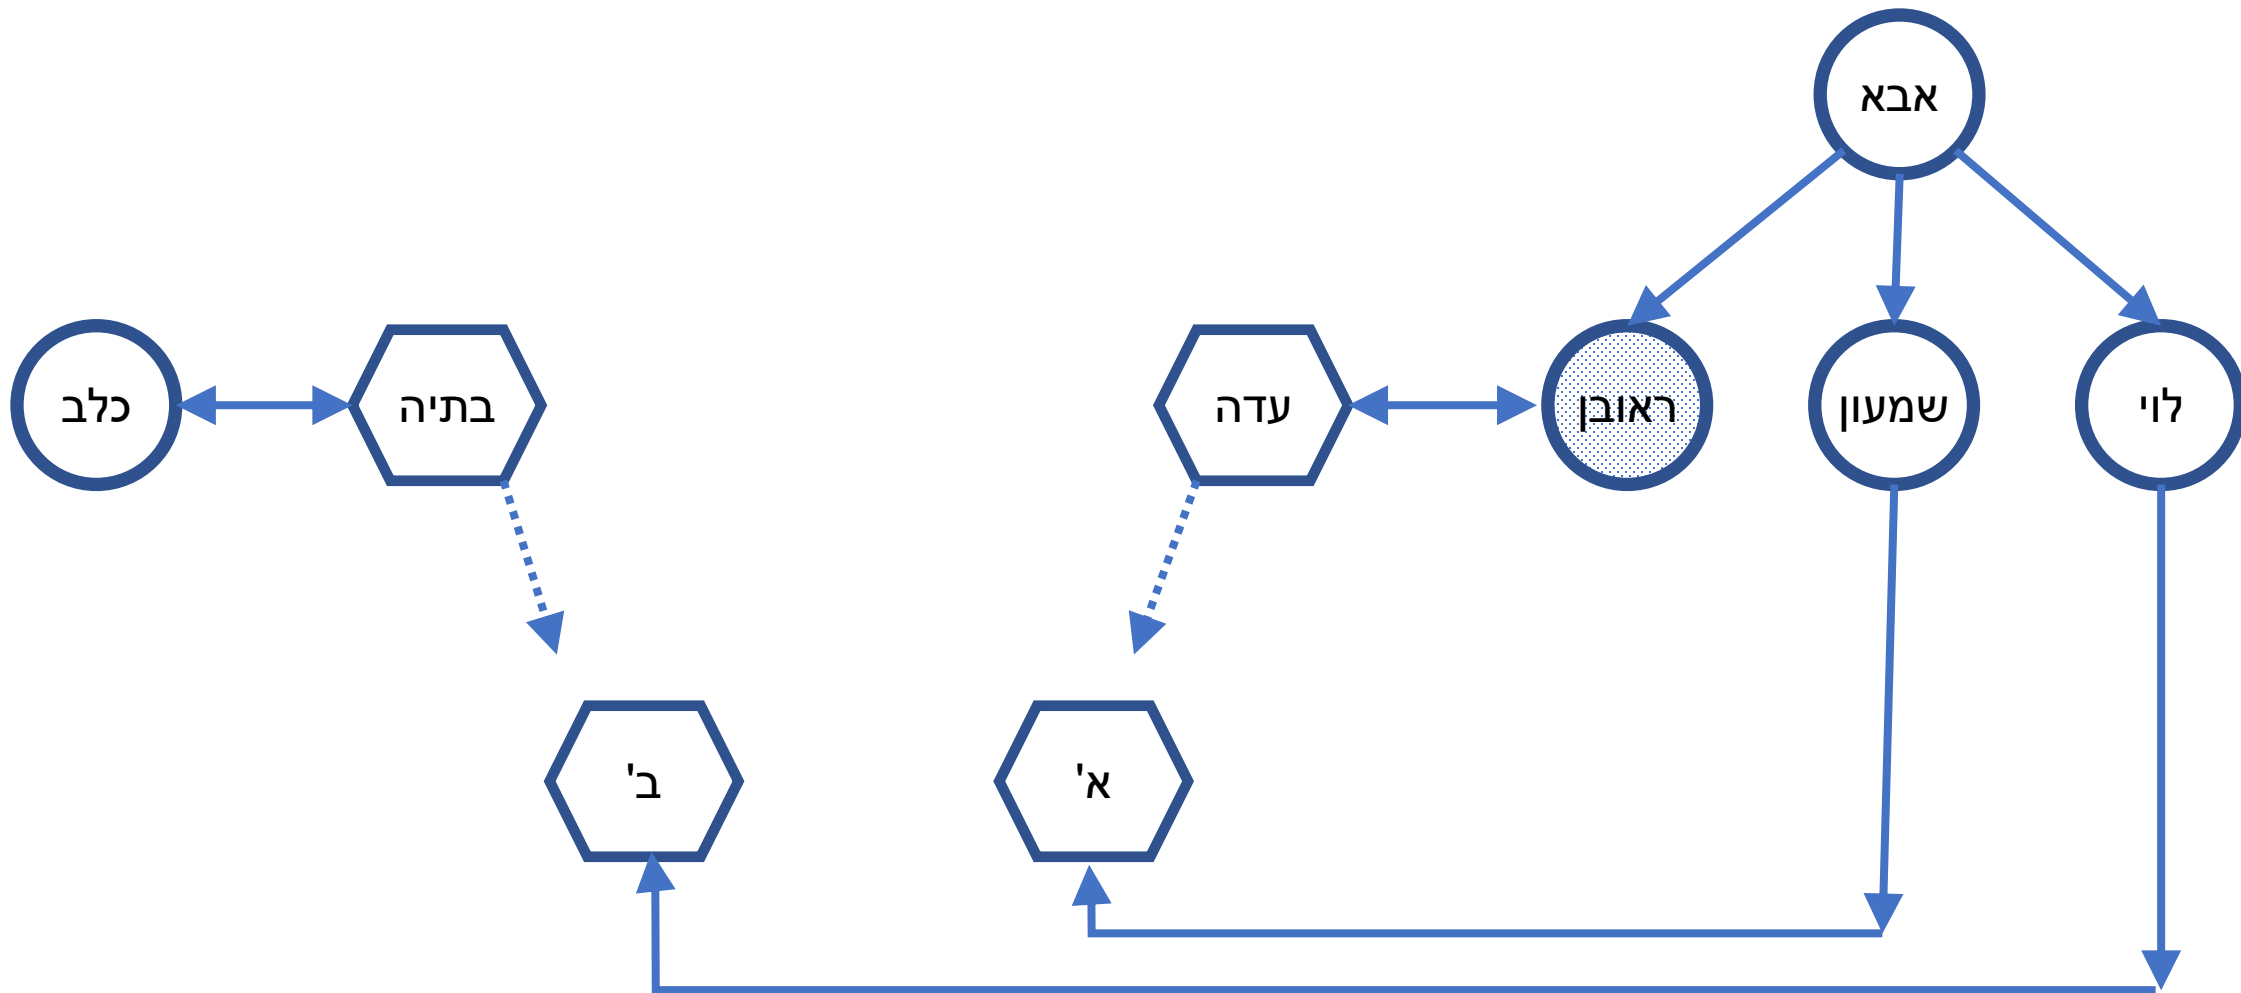 אבא
לוי
שמעון
ראובן
עדה
בתיה
כלב
א'
ב'